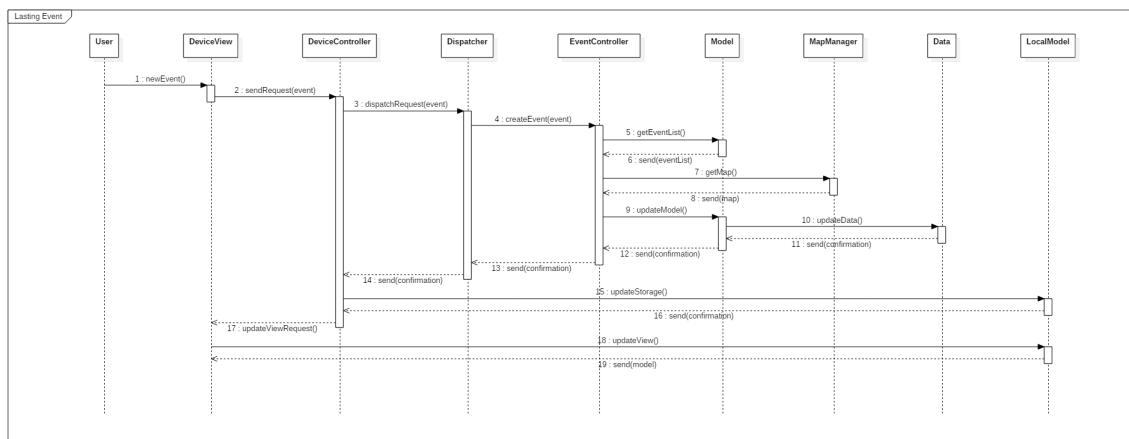 Lasting Event
User
DeviceView
DeviceController
Dispatcher
EventController
Model
MapManager
Data
LocalModel
1 : newEvent()
2 : sendRequest(event)
3 : dispatchRequest(event)
4 : createEvent(event)
5 : getEventList()
6 : send(eventList)
7 : getMap()
8 : send(map)
9 : updateModel()
10 : updateData()
11 : send(confirmation)
12 : send(confirmation)
13 : send(confirmation)
14 : send(confirmation)
15 : updateStorage()
16 : send(confirmation)
17 : updateViewRequest()
18 : updateView()
19 : send(model)